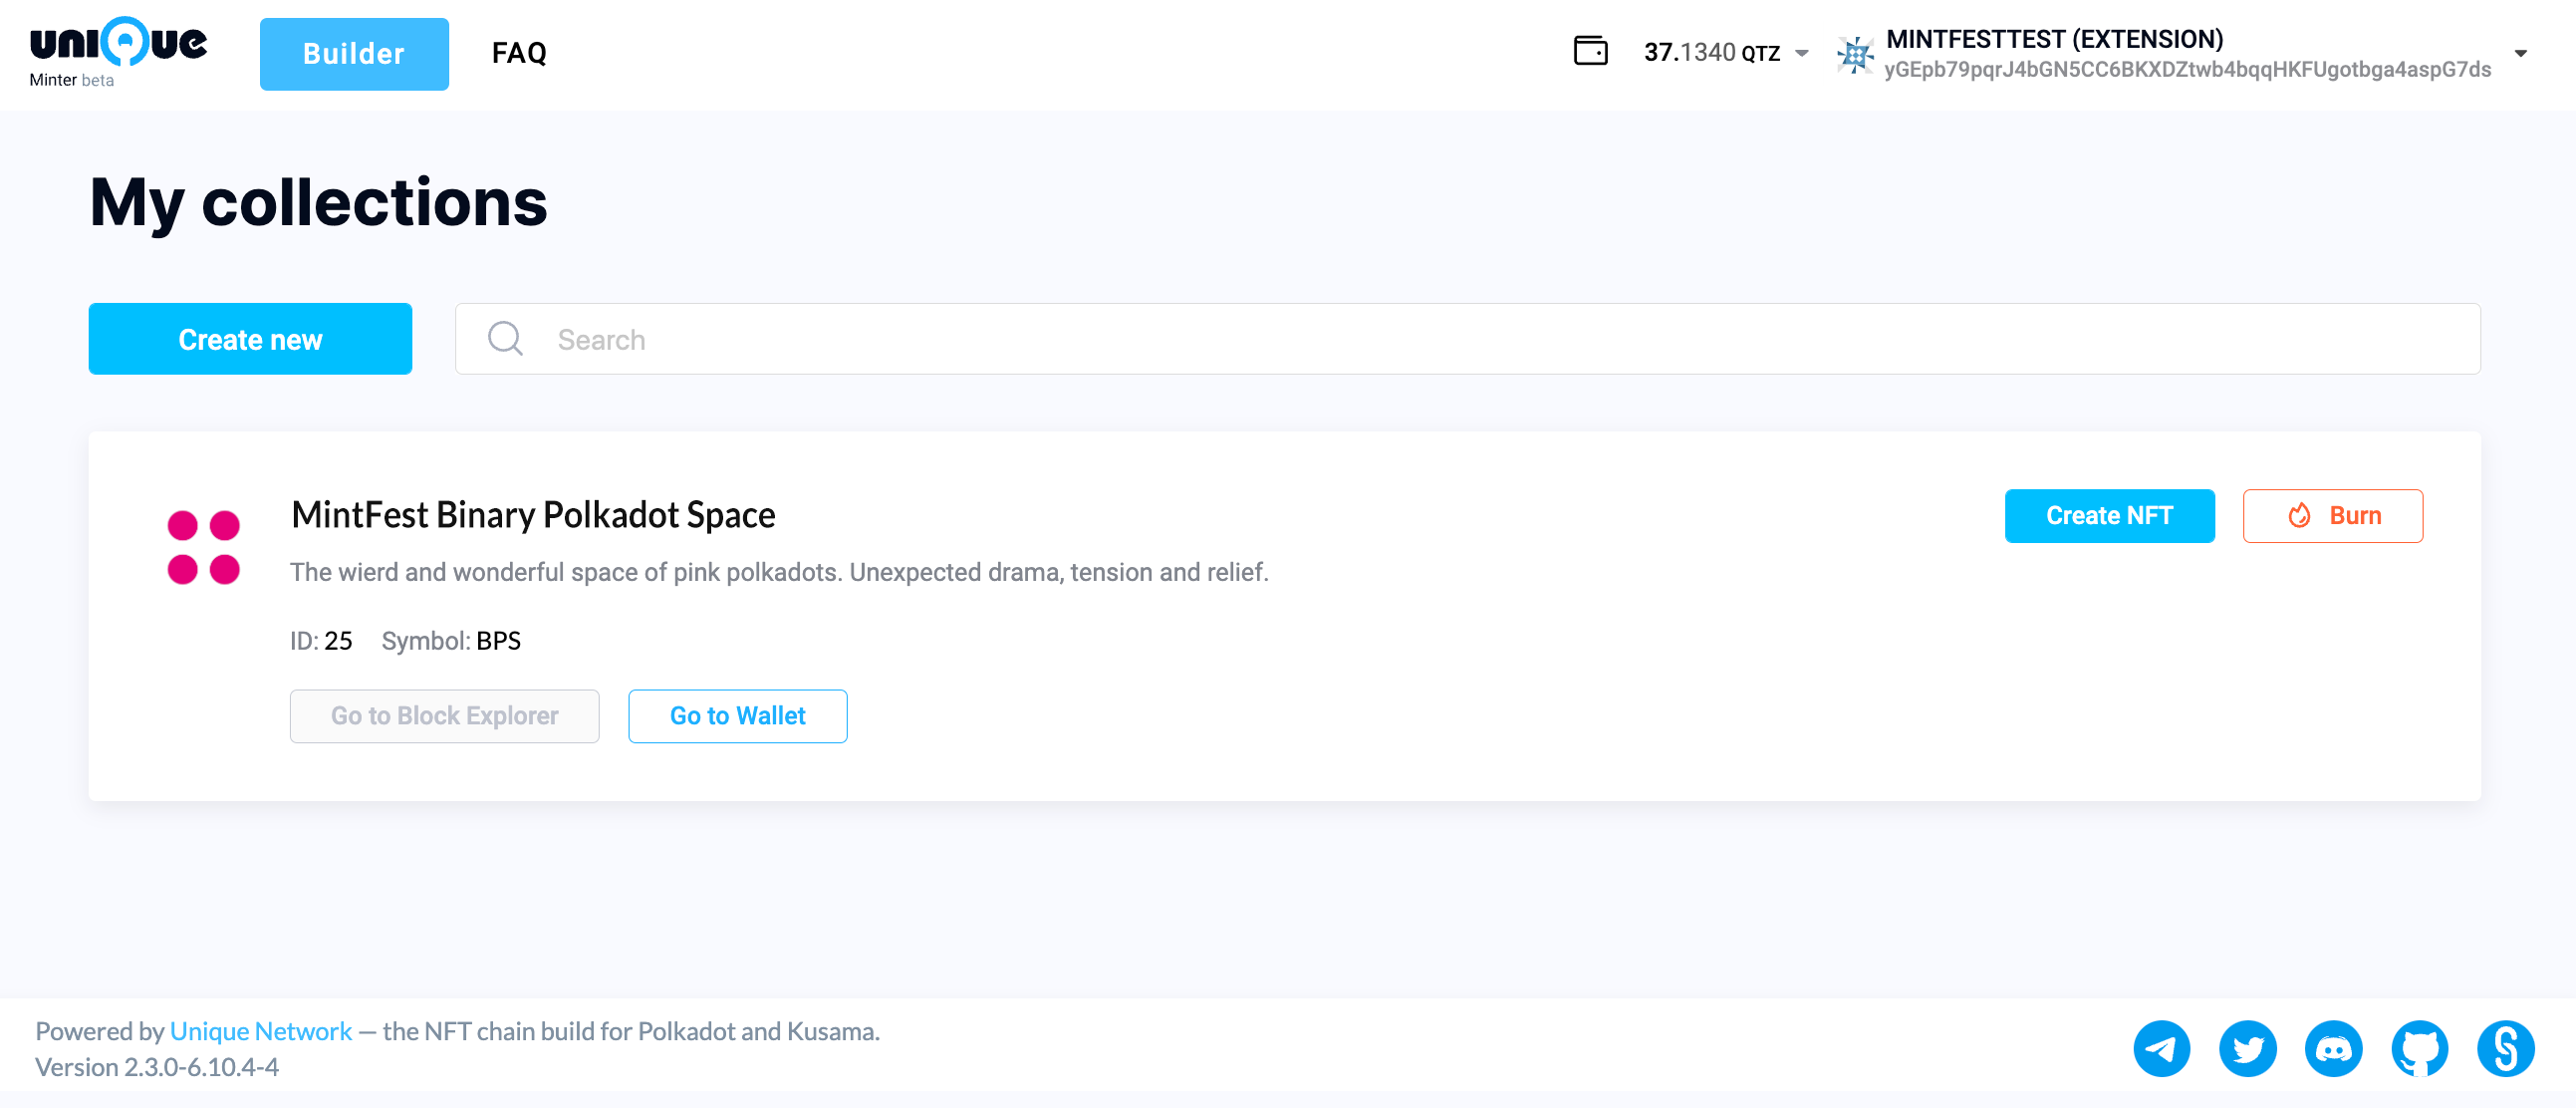 uniQue
Minter beta
Builder
FAQ
37.1340 QTZ
MINTFESTTEST (EXTENSION)
yGEpb79pqrJ4bGN5CC6BKXDZtwb4bqqHKFUgotbga4aspG7ds
My collections
Create new
Search
MintFest Binary Polkadot Space
Create NFT
Burn
The wierd and wonderful space of pink polkadots. Unexpected drama, tension and relief.
ID: 25 Symbol: BPS
Go to Block Explorer
Go to Wallet
Powered by Unique Network — the NFT chain build for Polkadot and Kusama.
Version 2.3.0-6.10.4-4